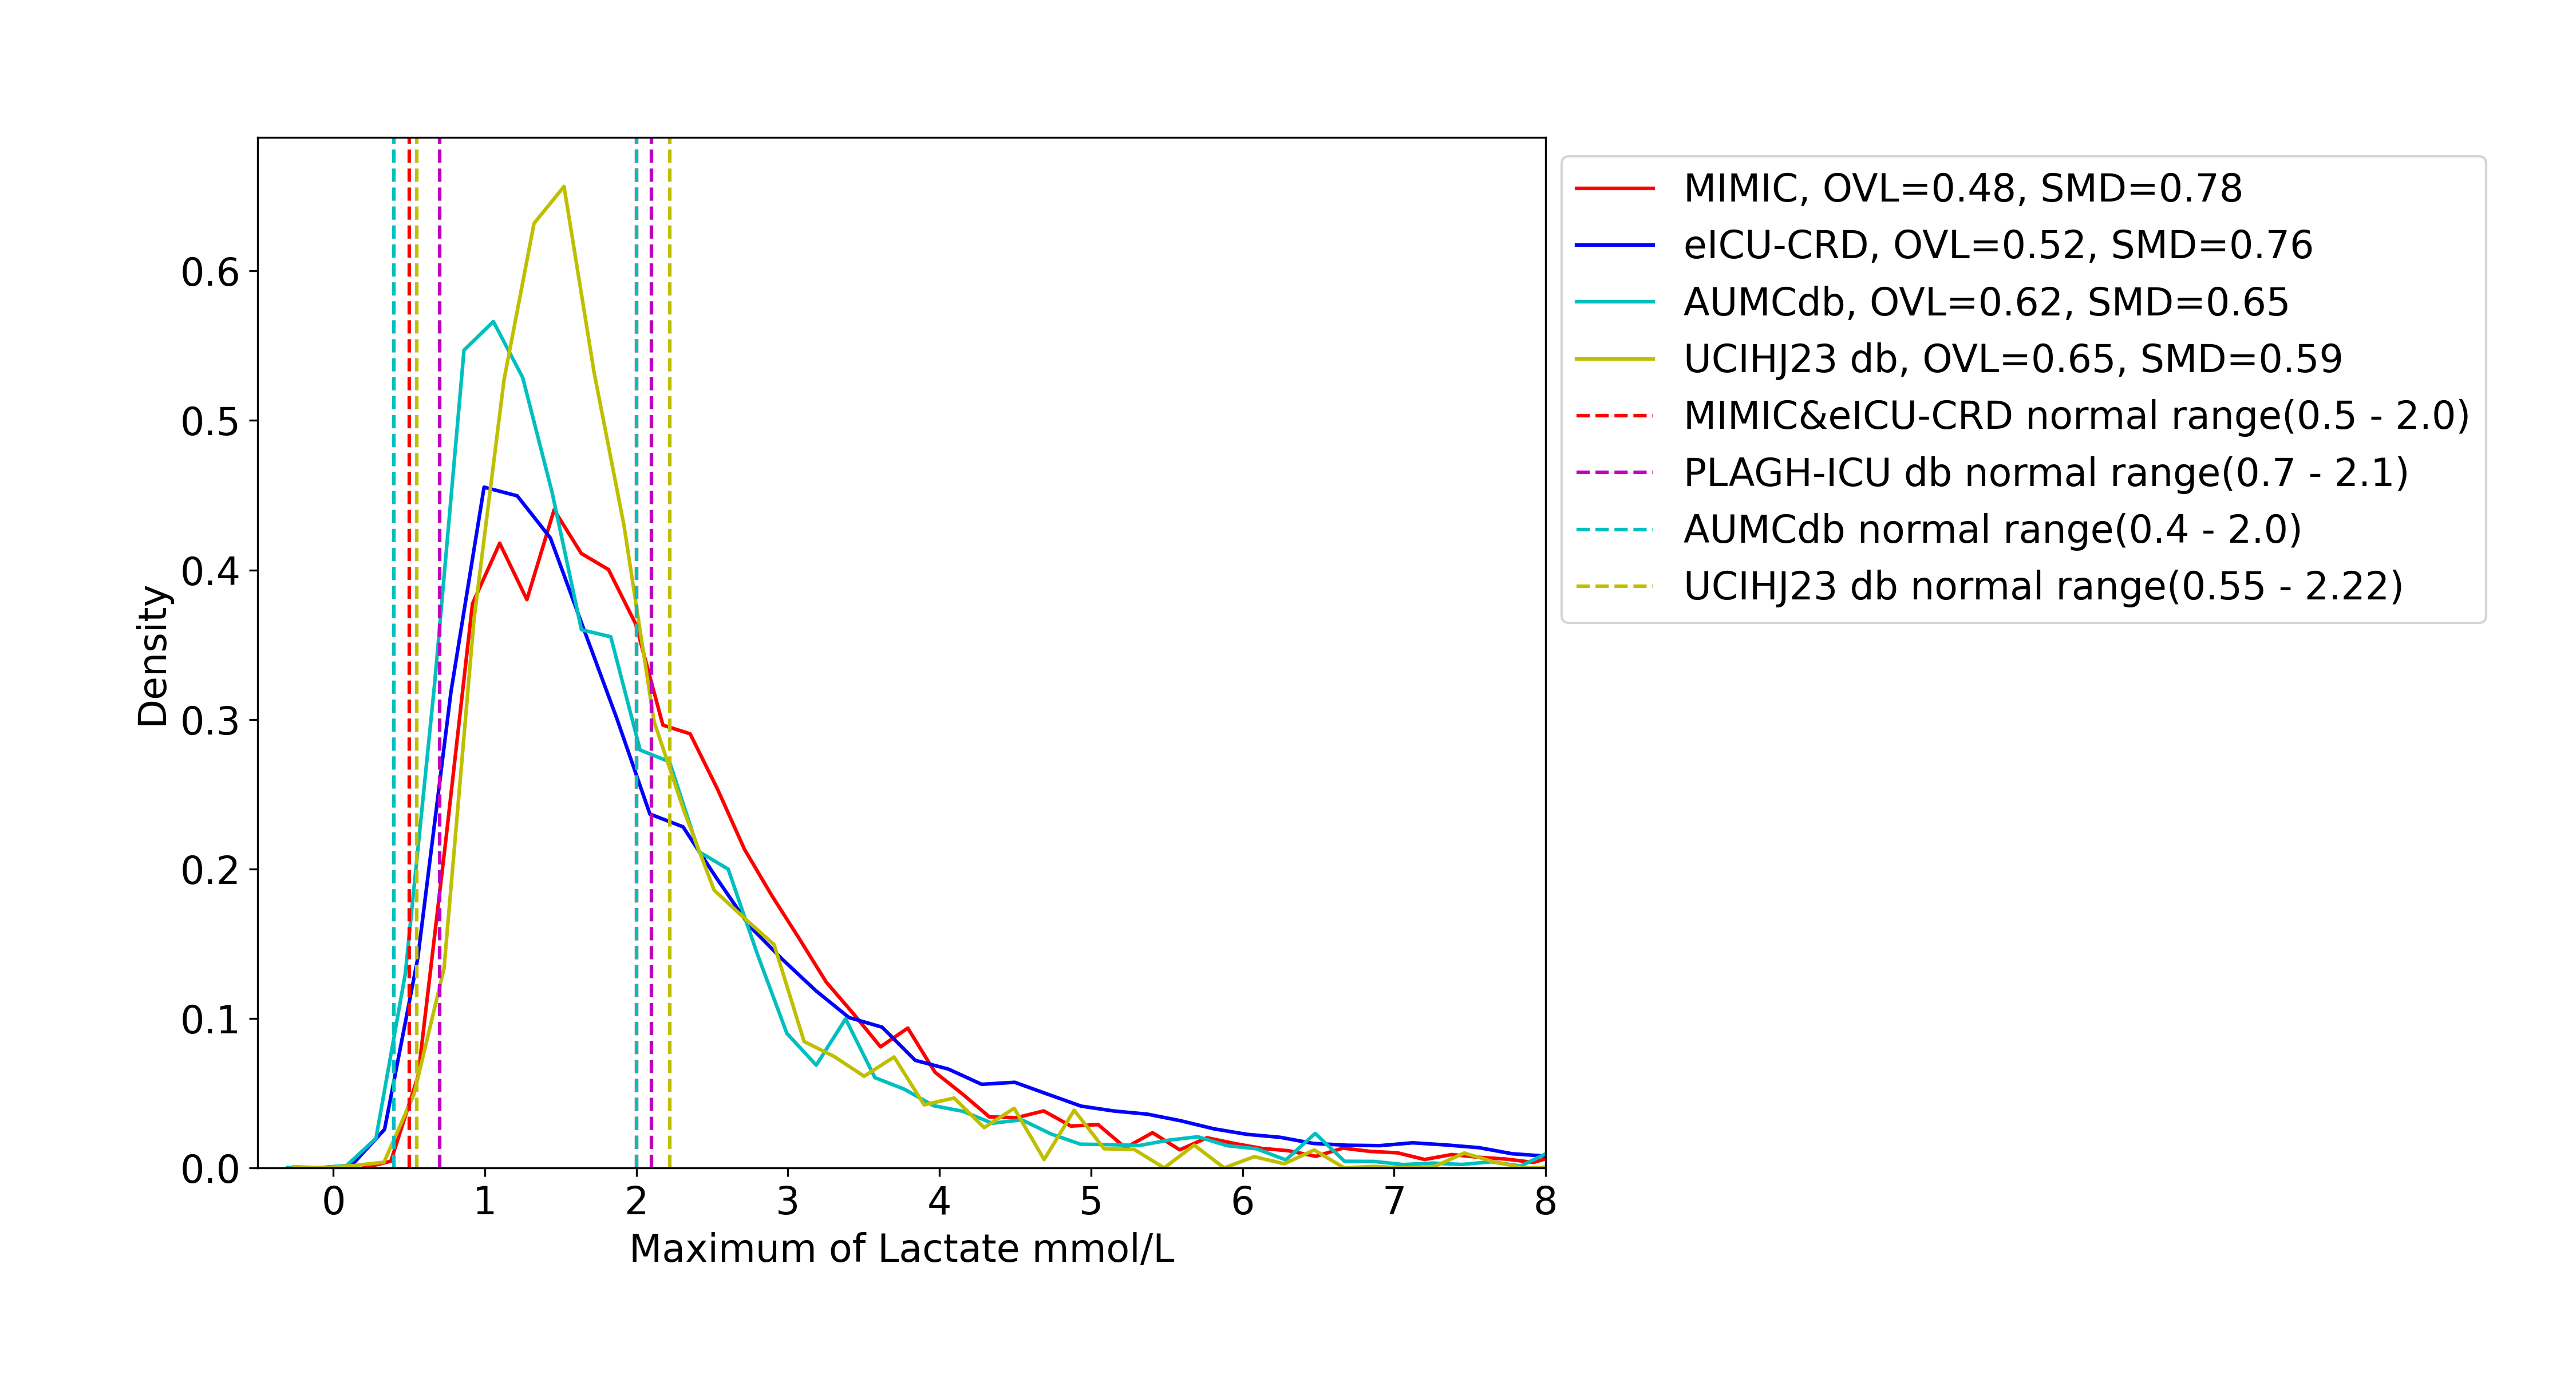 MIMIC, OVL=0.48, SMD=0.78
eICU-CRD, OVL=0.52, SMD=0.76
AUMCdb, OVL=0.62, SMD=0.65
UCIHJ23 db, OVL=0.65, SMD=0.59
MIMIC&eICU-CRD normal range(0.5 - 2.0)
PLAGH-ICU db normal range(0.7 - 2.1)
AUMCdb normal range(0.4 - 2.0)
UCIHJ23 db normal range(0.55 - 2.22)
Density
0.6
0.5
0.4
0.3
0.2
0.1
0.0
0 1 2 3 4 5 6 7 8
Maximum of Lactate mmol/L